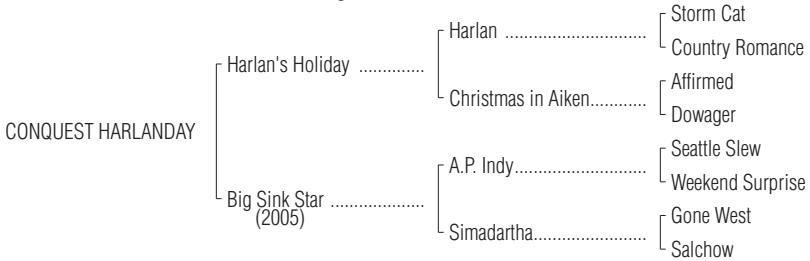 Storm Cat
Harlan ..............................
Country Romance
Harlan's Holiday ..............
Affirmed
Christmas in Aiken............
Dowager
CONQUEST HARLANDAY
Seattle Slew
A.P. Indy............................
Weekend Surprise
Big Sink Star ....................
(2005)
Gone West
Simadartha........................
Salchow